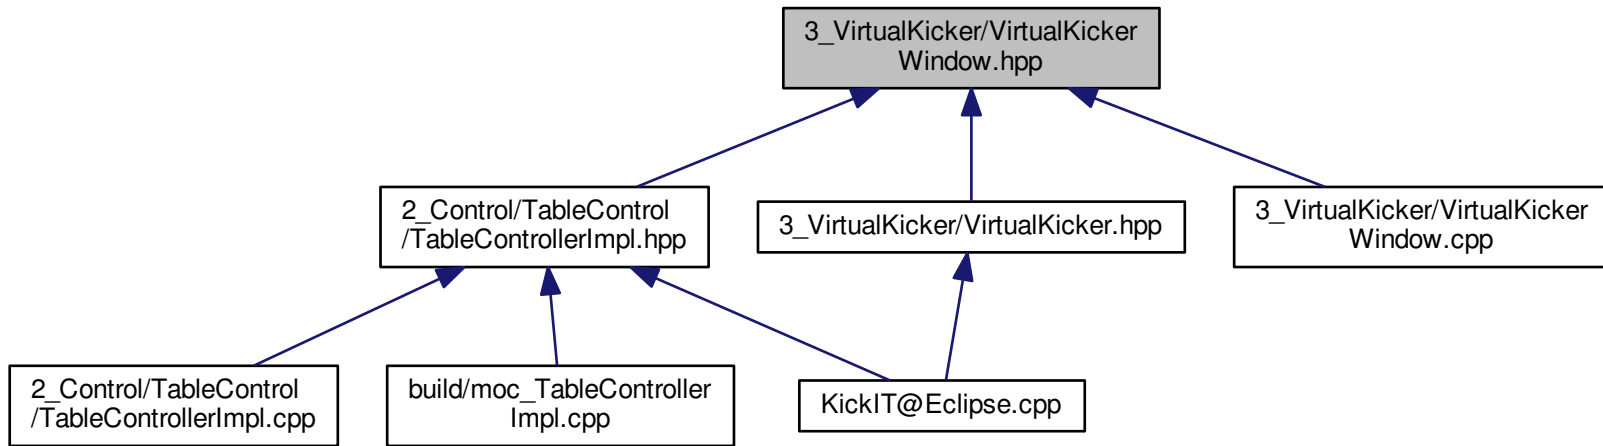 3_VirtualKicker/VirtualKicker
Window.hpp
2_Control/TableControl
/TableControllerImpl.hpp
3_VirtualKicker/VirtualKicker.hpp
3_VirtualKicker/VirtualKicker
Window.cpp
2_Control/TableControl
/TableControllerImpl.cpp
build/moc_TableController
Impl.cpp
KickIT@Eclipse.cpp